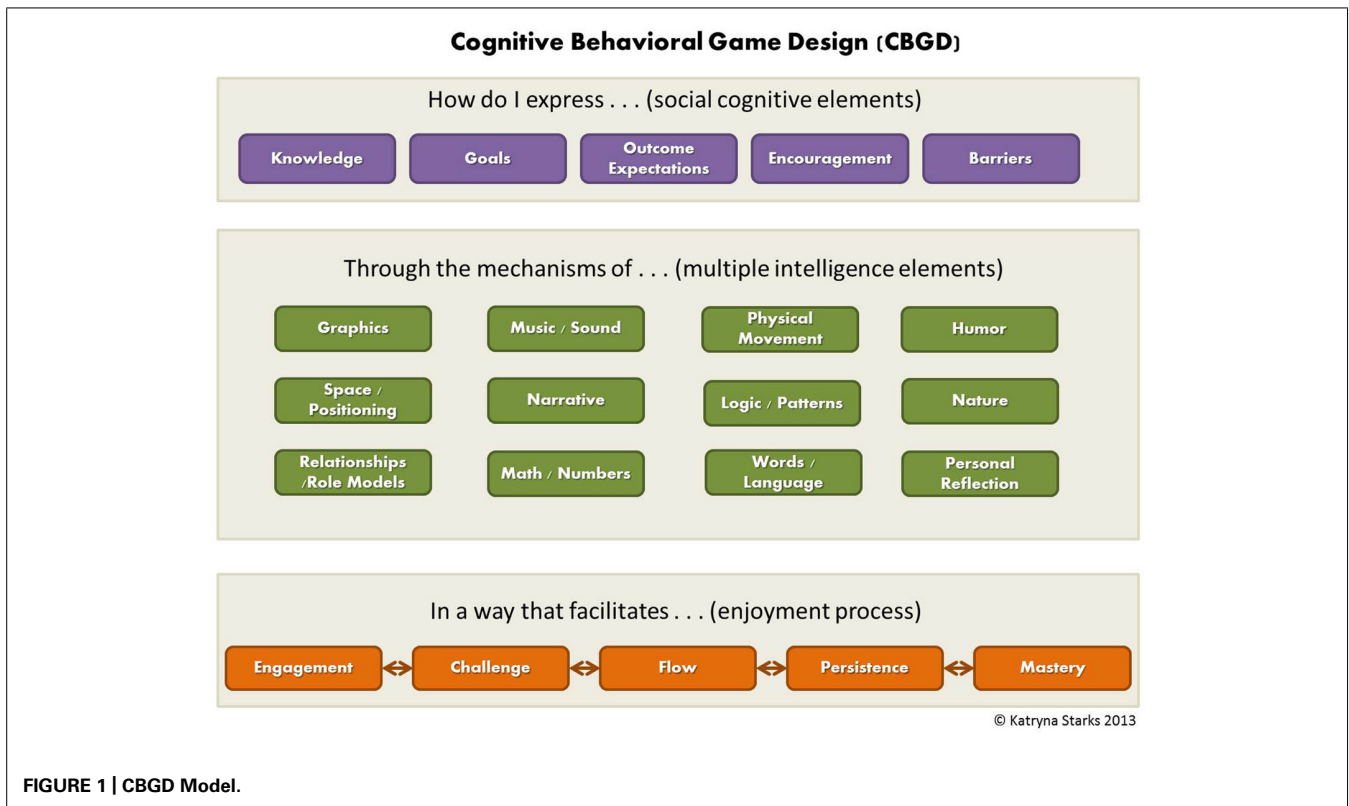 Cognitive Behavioral Game Design (CBGD)
How do I express . . . (social cognitive elements)
Knowledge
Goals
Outcome
Expectations
Encouragement
Barriers
Through the mechanisms of . . . (multiple intelligence elements)
Graphics
Music / Sound
Physical
Movement
Humor
Space /
Positioning
Narrative
Logic / Patterns
Nature
Relationships
/Role Models
Math / Numbers
Words /
Language
Personal
Reflection
In a way that facilitates . . . (enjoyment process)
Engagement
Challenge
Flow
Persistence
Mastery
© Katryna Starks 2013
FIGURE 1 | CBGD Model.